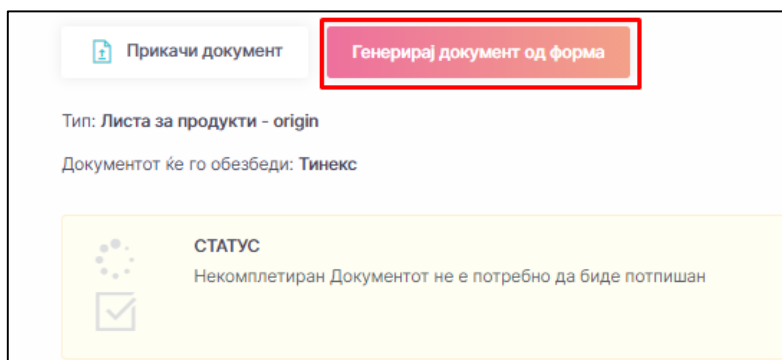 Прикачи документ
Генерирај документ од форма
Тип: Листа за продукти - origin
Документот ќе го обезбеди: Тинекс
СТАТУС
Некомплетиран Документот не е потребно да биде потпишан